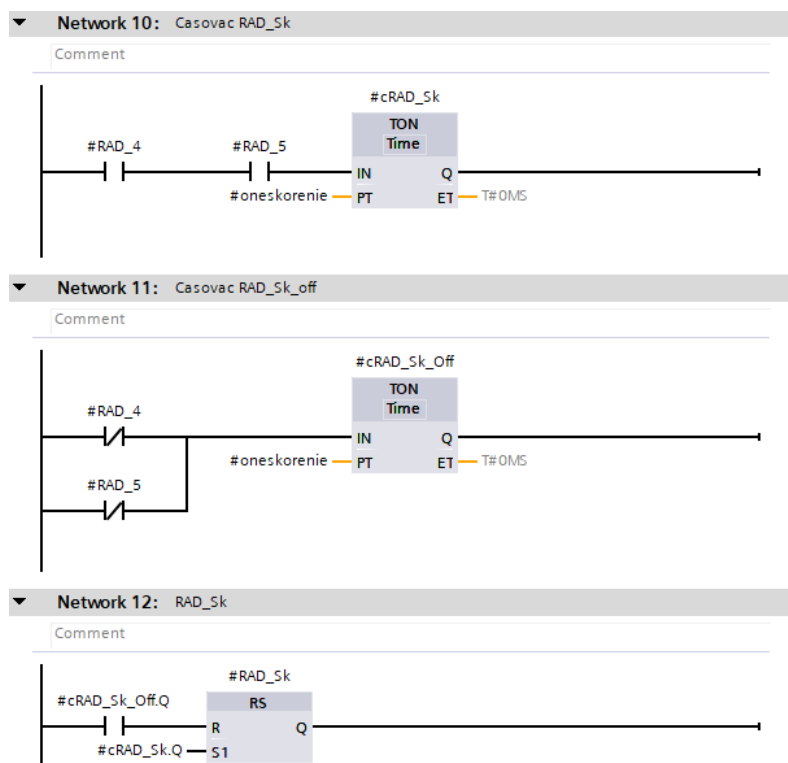 Network 10: Casovac RAD_Sk
Comment
#cRAD_Sk
TON
Time
#RAD_4 #RAD_5
IN Q
#oneskorenie PT ET T#0MS
Network 11: Casovac RAD_Sk_off
Comment
#cRAD_Sk_Off
TON
Time
#RAD_4
IN Q
#oneskorenie PT ET T#0MS
#RAD_5
Network 12: RAD_Sk
Comment
#RAD_Sk
#cRAD_Sk_Off.Q RS
R Q
#cRAD_Sk.Q S1